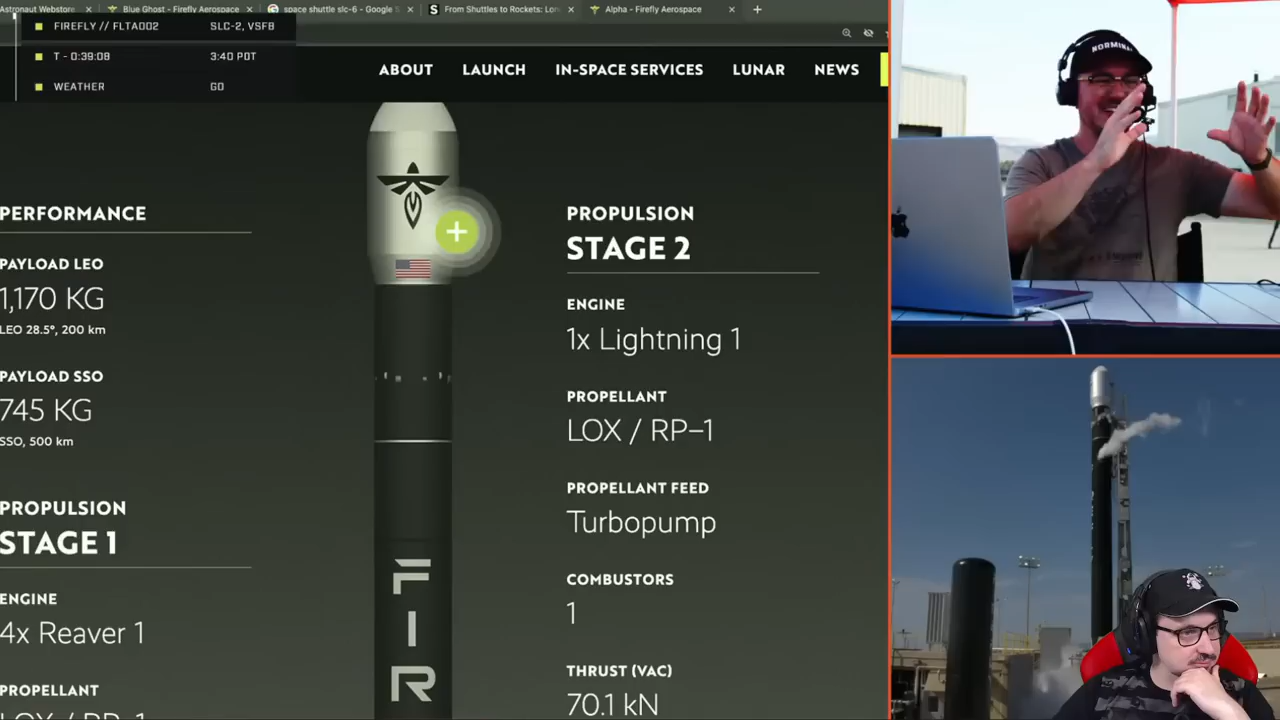 Astronaut Webstore
Blue Ghost - Firefly Aerospace
space shuttle slc-6 - Google S
From Shuttles to Rockets: Lon
Alpha - Firefly Aerospace
FIREFLY // FLTA002 SLC-2, VSFB
T - 0:39:08 3:40 PDT
WEATHER GO
ABOUT LAUNCH IN-SPACE SERVICES LUNAR NEWS
PERFORMANCE
PAYLOAD LEO
1,170 KG
LEO 28.5°, 200 km
PAYLOAD SSO
745 KG
SSO, 500 km
PROPULSION
STAGE 1
ENGINE
4x Reaver 1
PROPELLANT
LOX / RP-1
FIR
PROPULSION
STAGE 2
ENGINE
1x Lightning 1
PROPELLANT
LOX / RP-1
PROPELLANT FEED
Turbopump
COMBUSTORS
1
THRUST (VAC)
70.1 kN
NORMINAL